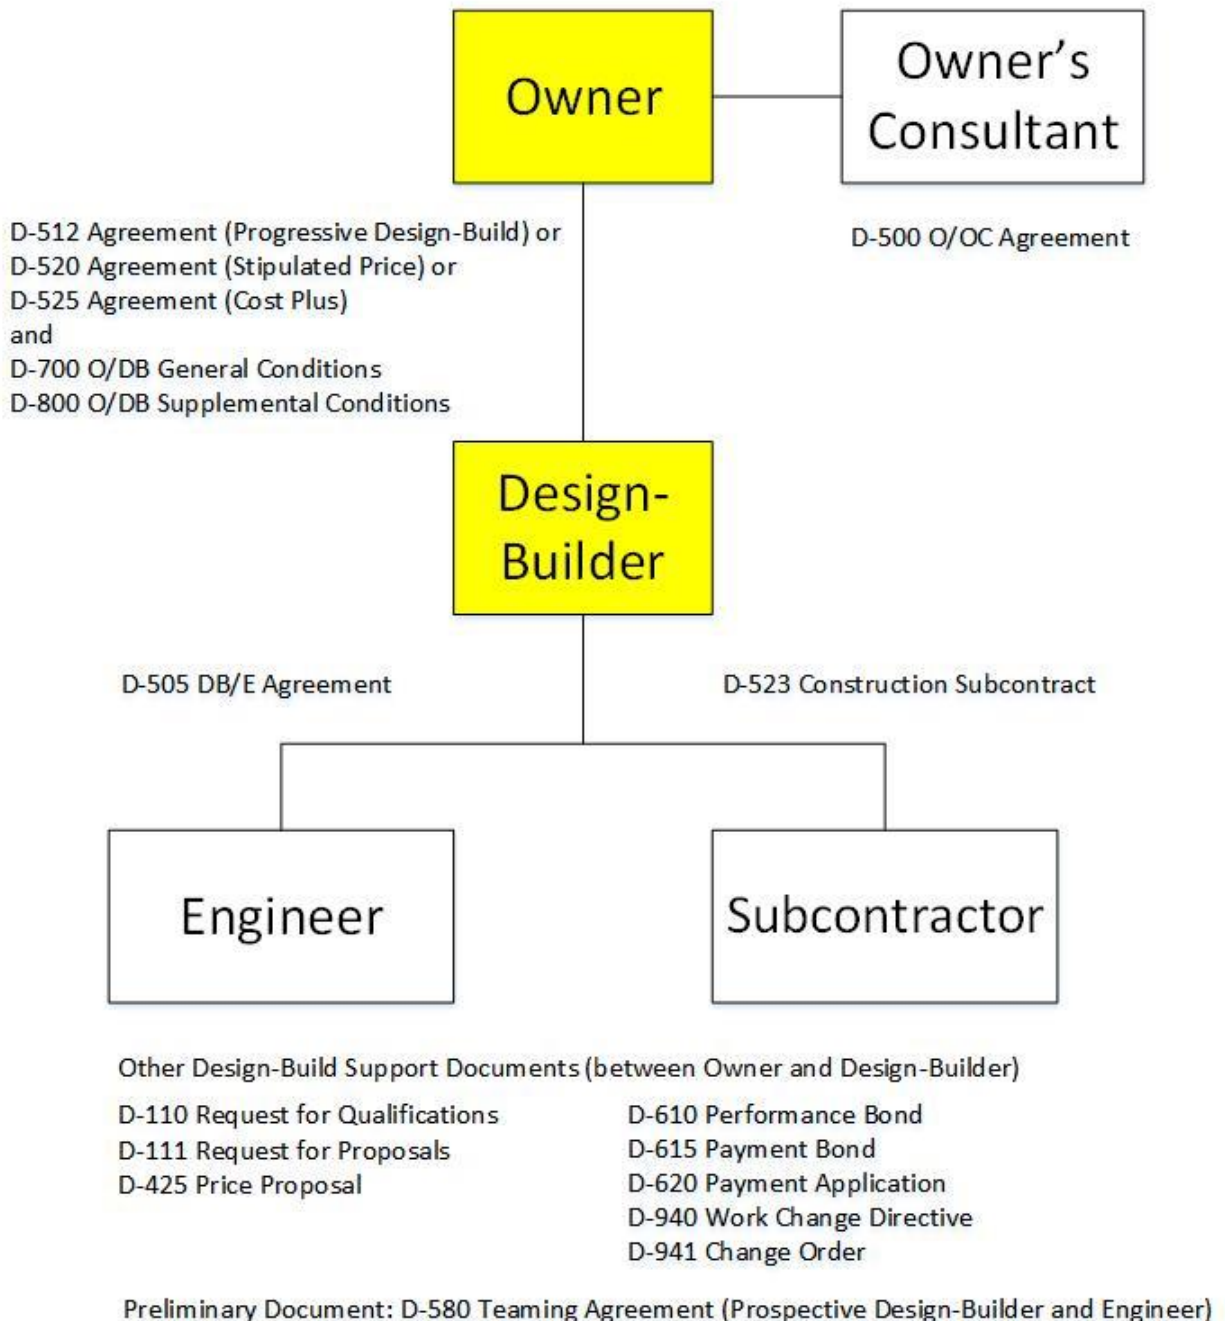 Owner
Owner’s
Consultant
D-512 Agreement (Progressive Design-Build) or
D-520 Agreement (Stipulated Price) or
D-525 Agreement (Cost Plus)
and
D-700 O/DB General Conditions
D-800 O/DB Supplemental Conditions
D-500 O/OC Agreement
Design-
Builder
D-505 DB/E Agreement
D-523 Construction Subcontract
Engineer
Subcontractor
Other Design-Build Support Documents (between Owner and Design-Builder)
D-110 Request for Qualifications
D-111 Request for Proposals
D-425 Price Proposal
D-610 Performance Bond
D-615 Payment Bond
D-620 Payment Application
D-940 Work Change Directive
D-941 Change Order
Preliminary Document: D-580 Teaming Agreement (Prospective Design-Builder and Engineer)